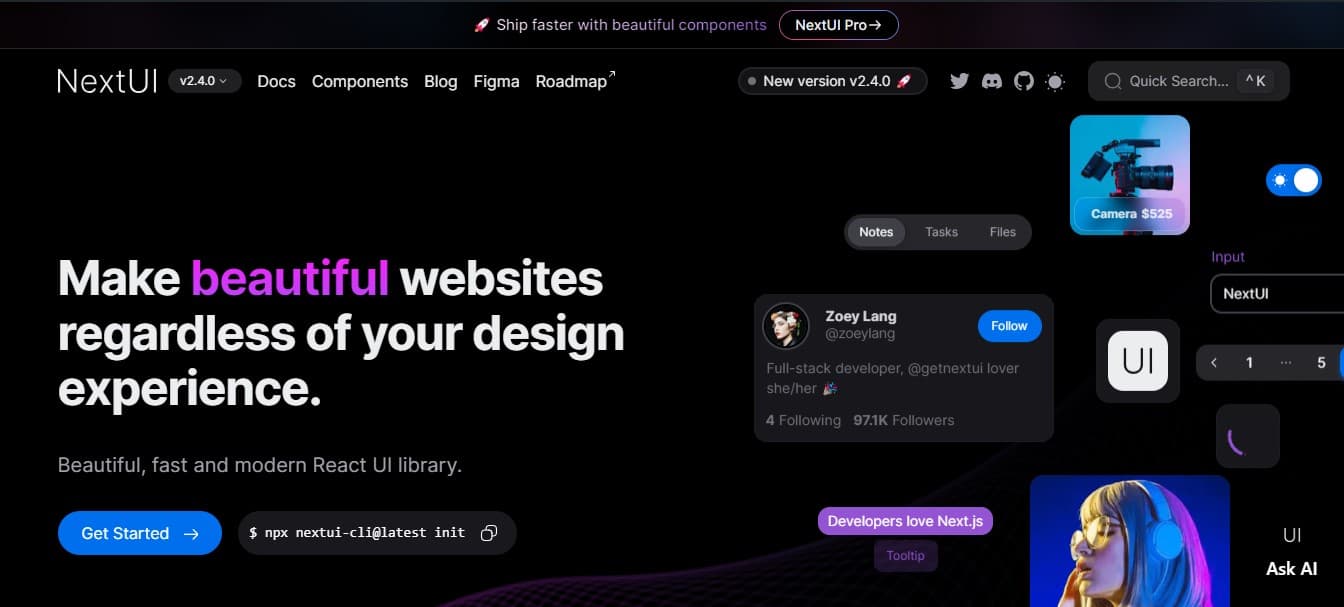 🚀 Ship faster with beautiful components NextUI Pro→
NextUI v2.4.0 Docs Components Blog Figma Roadmap↗ New version v2.4.0 🚀 Quick Search... ^ K
Camera $525
Notes Tasks Files
Make beautiful websites
regardless of your design
experience.
Input
NextUI
Zoey Lang
@zoeylang
Follow
Full-stack developer, @getnextui lover
she/her 🎉
4 Following 97.1K Followers
UI
1 ... 5
Beautiful, fast and modern React UI library.
Get Started →
$ npx nextui-cli@latest init
Developers love Next.js
Tooltip
UI
Ask AI